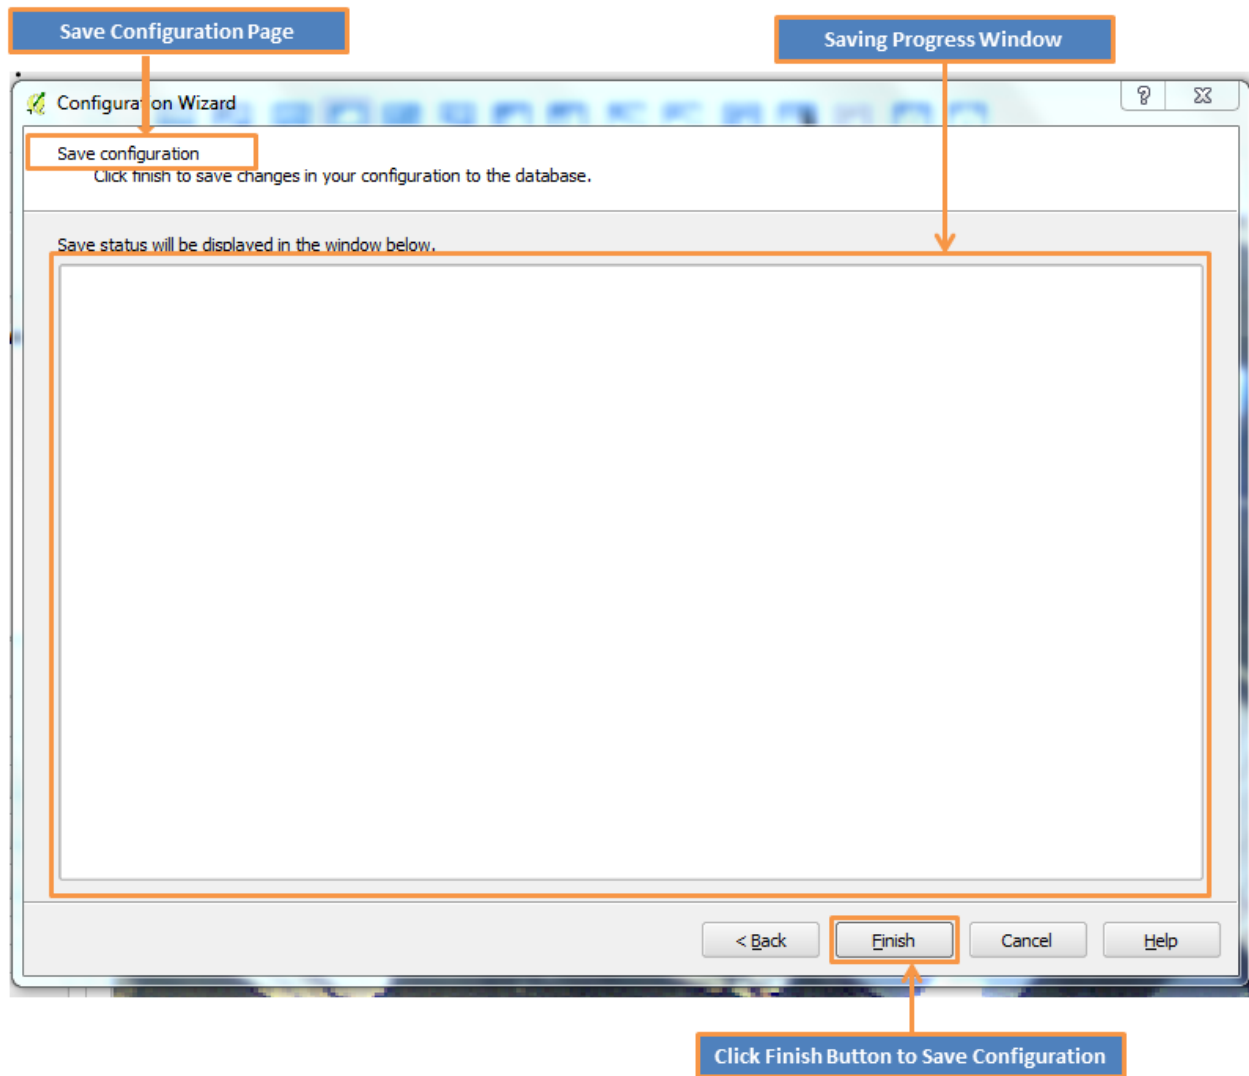 Save Configuration Page
Saving Progress Window
Configuration Wizard
Save configuration
Click finish to save changes in your configuration to the database.
Save status will be displayed in the window below.
< Back Finish Cancel Help
Click Finish Button to Save Configuration